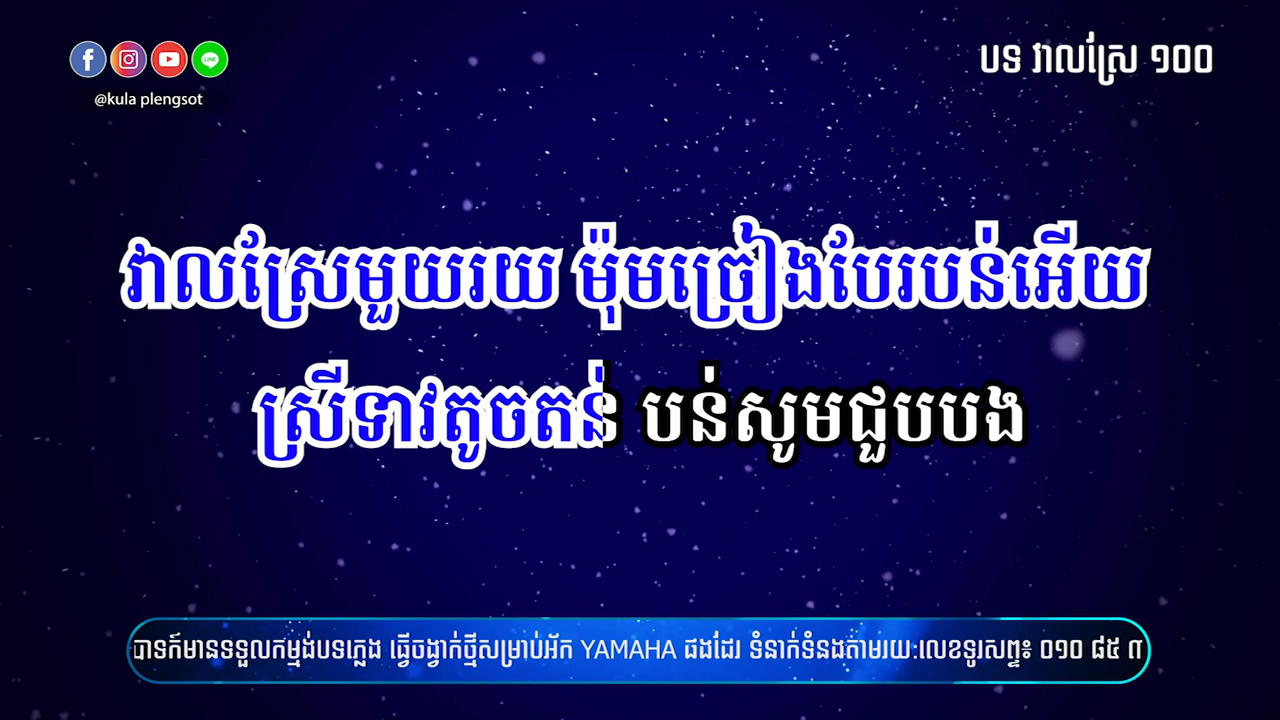 បទ វាលស្រែ ១០០
@kula plengsot
វាលស្រែមួយរយ ម៉ុមច្រៀងបែរបន់អើយ
ស្រីទាវតូចតន់ បន់សូមជួបបង
បាទក៍មានទទួលកម្មង់បទភ្លេង ធ្វើចង្វាក់ថ្មីសម្រាប់អ័ក YAMAHA ផងដែរ ទំនាក់ទំនងតាមរយៈលេខទូរសព្ទ៖ ០១០ ៨៥ ៣